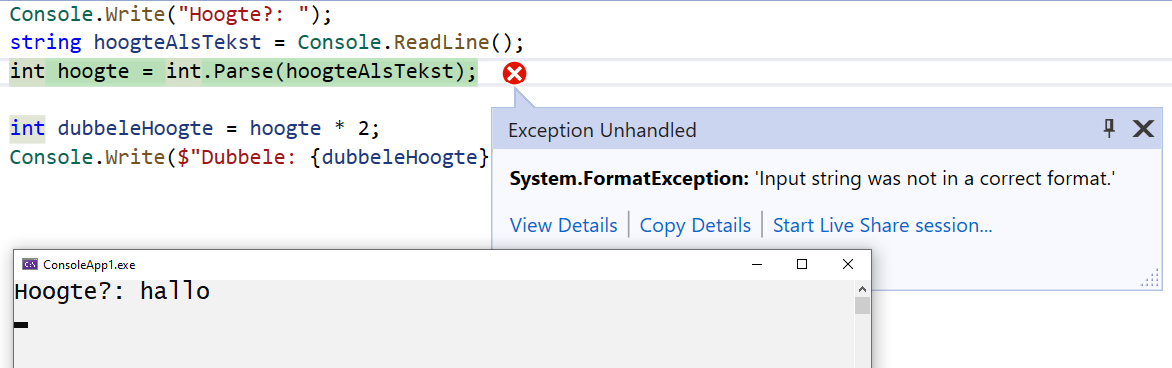 Console.Write("Hoogte?: ");
string hoogteAlsTekst = Console.ReadLine();
int hoogte = int.Parse(hoogteAlsTekst);
int dubbeleHoogte = hoogte * 2;
Console.Write($"Dubbele: {dubbeleHoogte}
Exception Unhandled
System.FormatException: 'Input string was not in a correct format.'
View Details | Copy Details | Start Live Share session...
C:\ ConsoleApp1.exe
Hoogte?: hallo